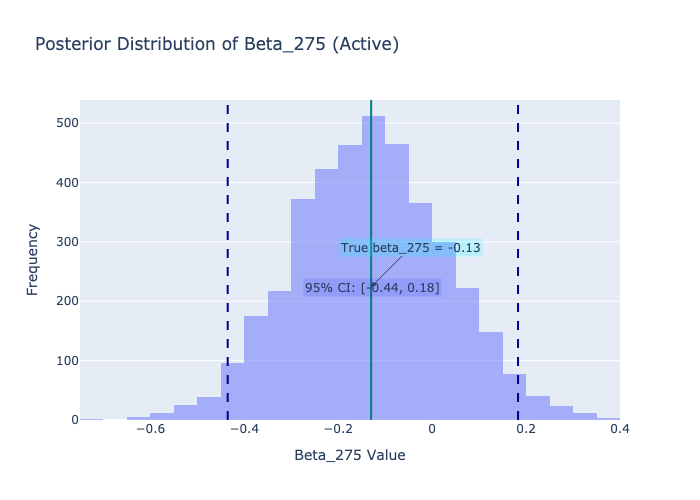 Posterior Distribution of Beta_275 (Active)
500
400
300
200
100
0
Frequency
True beta_275 = -0.13
95% CI: [-0.44, 0.18]
−0.6
−0.4
−0.2
0
0.2
0.4
Beta_275 Value